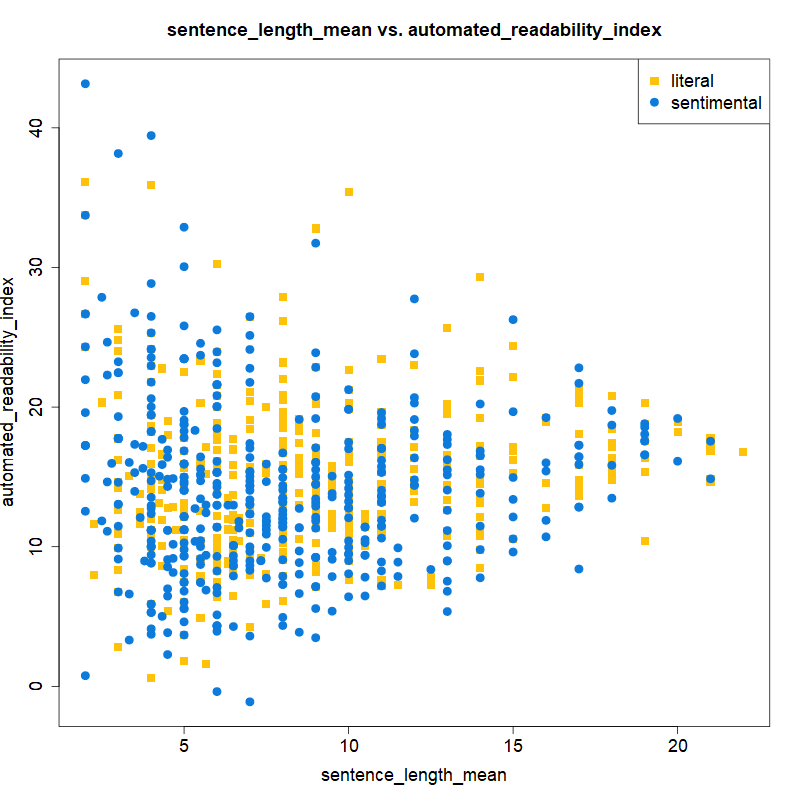 sentence_length_mean vs. automated_readability_index
literal
sentimental
automated_readability_index
40
30
20
10
0
5
10
15
20
sentence_length_mean